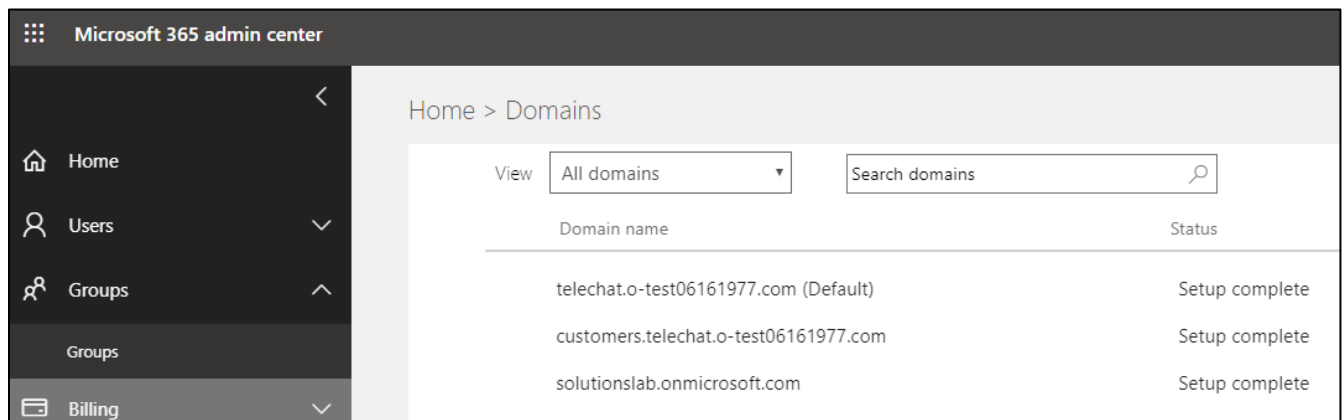 Microsoft 365 admin center
Home > Domains
Home
Users
Groups
Groups
Billing
View All domains Search domains
Domain name Status
telechat.o-test06161977.com (Default) Setup complete
customers.telechat.o-test06161977.com Setup complete
solutionslab.onmicrosoft.com Setup complete